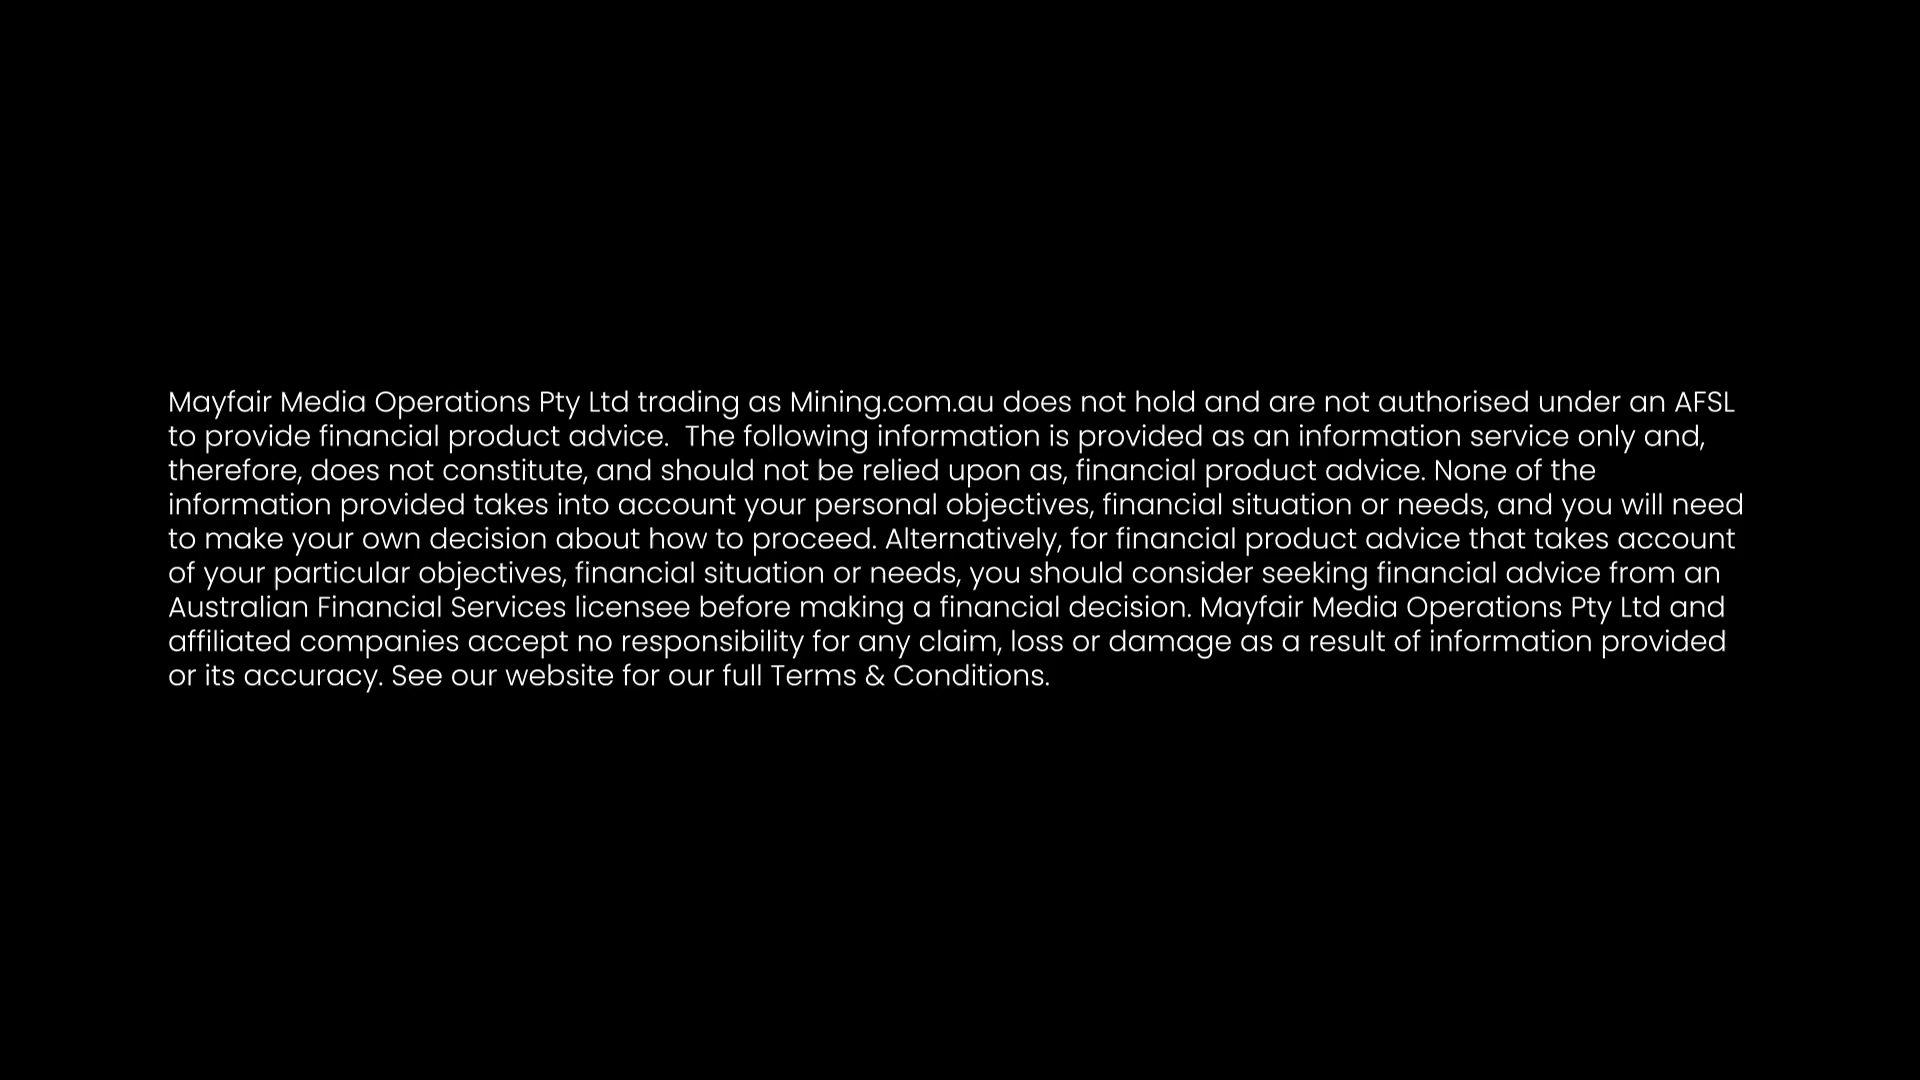 Mayfair Media Operations Pty Ltd trading as Mining.com.au does not hold and are not authorised under an AFSL
to provide financial product advice.  The following information is provided as an information service only and,
therefore, does not constitute, and should not be relied upon as, financial product advice. None of the
information provided takes into account your personal objectives, financial situation or needs, and you will need
to make your own decision about how to proceed. Alternatively, for financial product advice that takes account
of your particular objectives, financial situation or needs, you should consider seeking financial advice from an
Australian Financial Services licensee before making a financial decision. Mayfair Media Operations Pty Ltd and
affiliated companies accept no responsibility for any claim, loss or damage as a result of information provided
or its accuracy. See our website for our full Terms & Conditions.